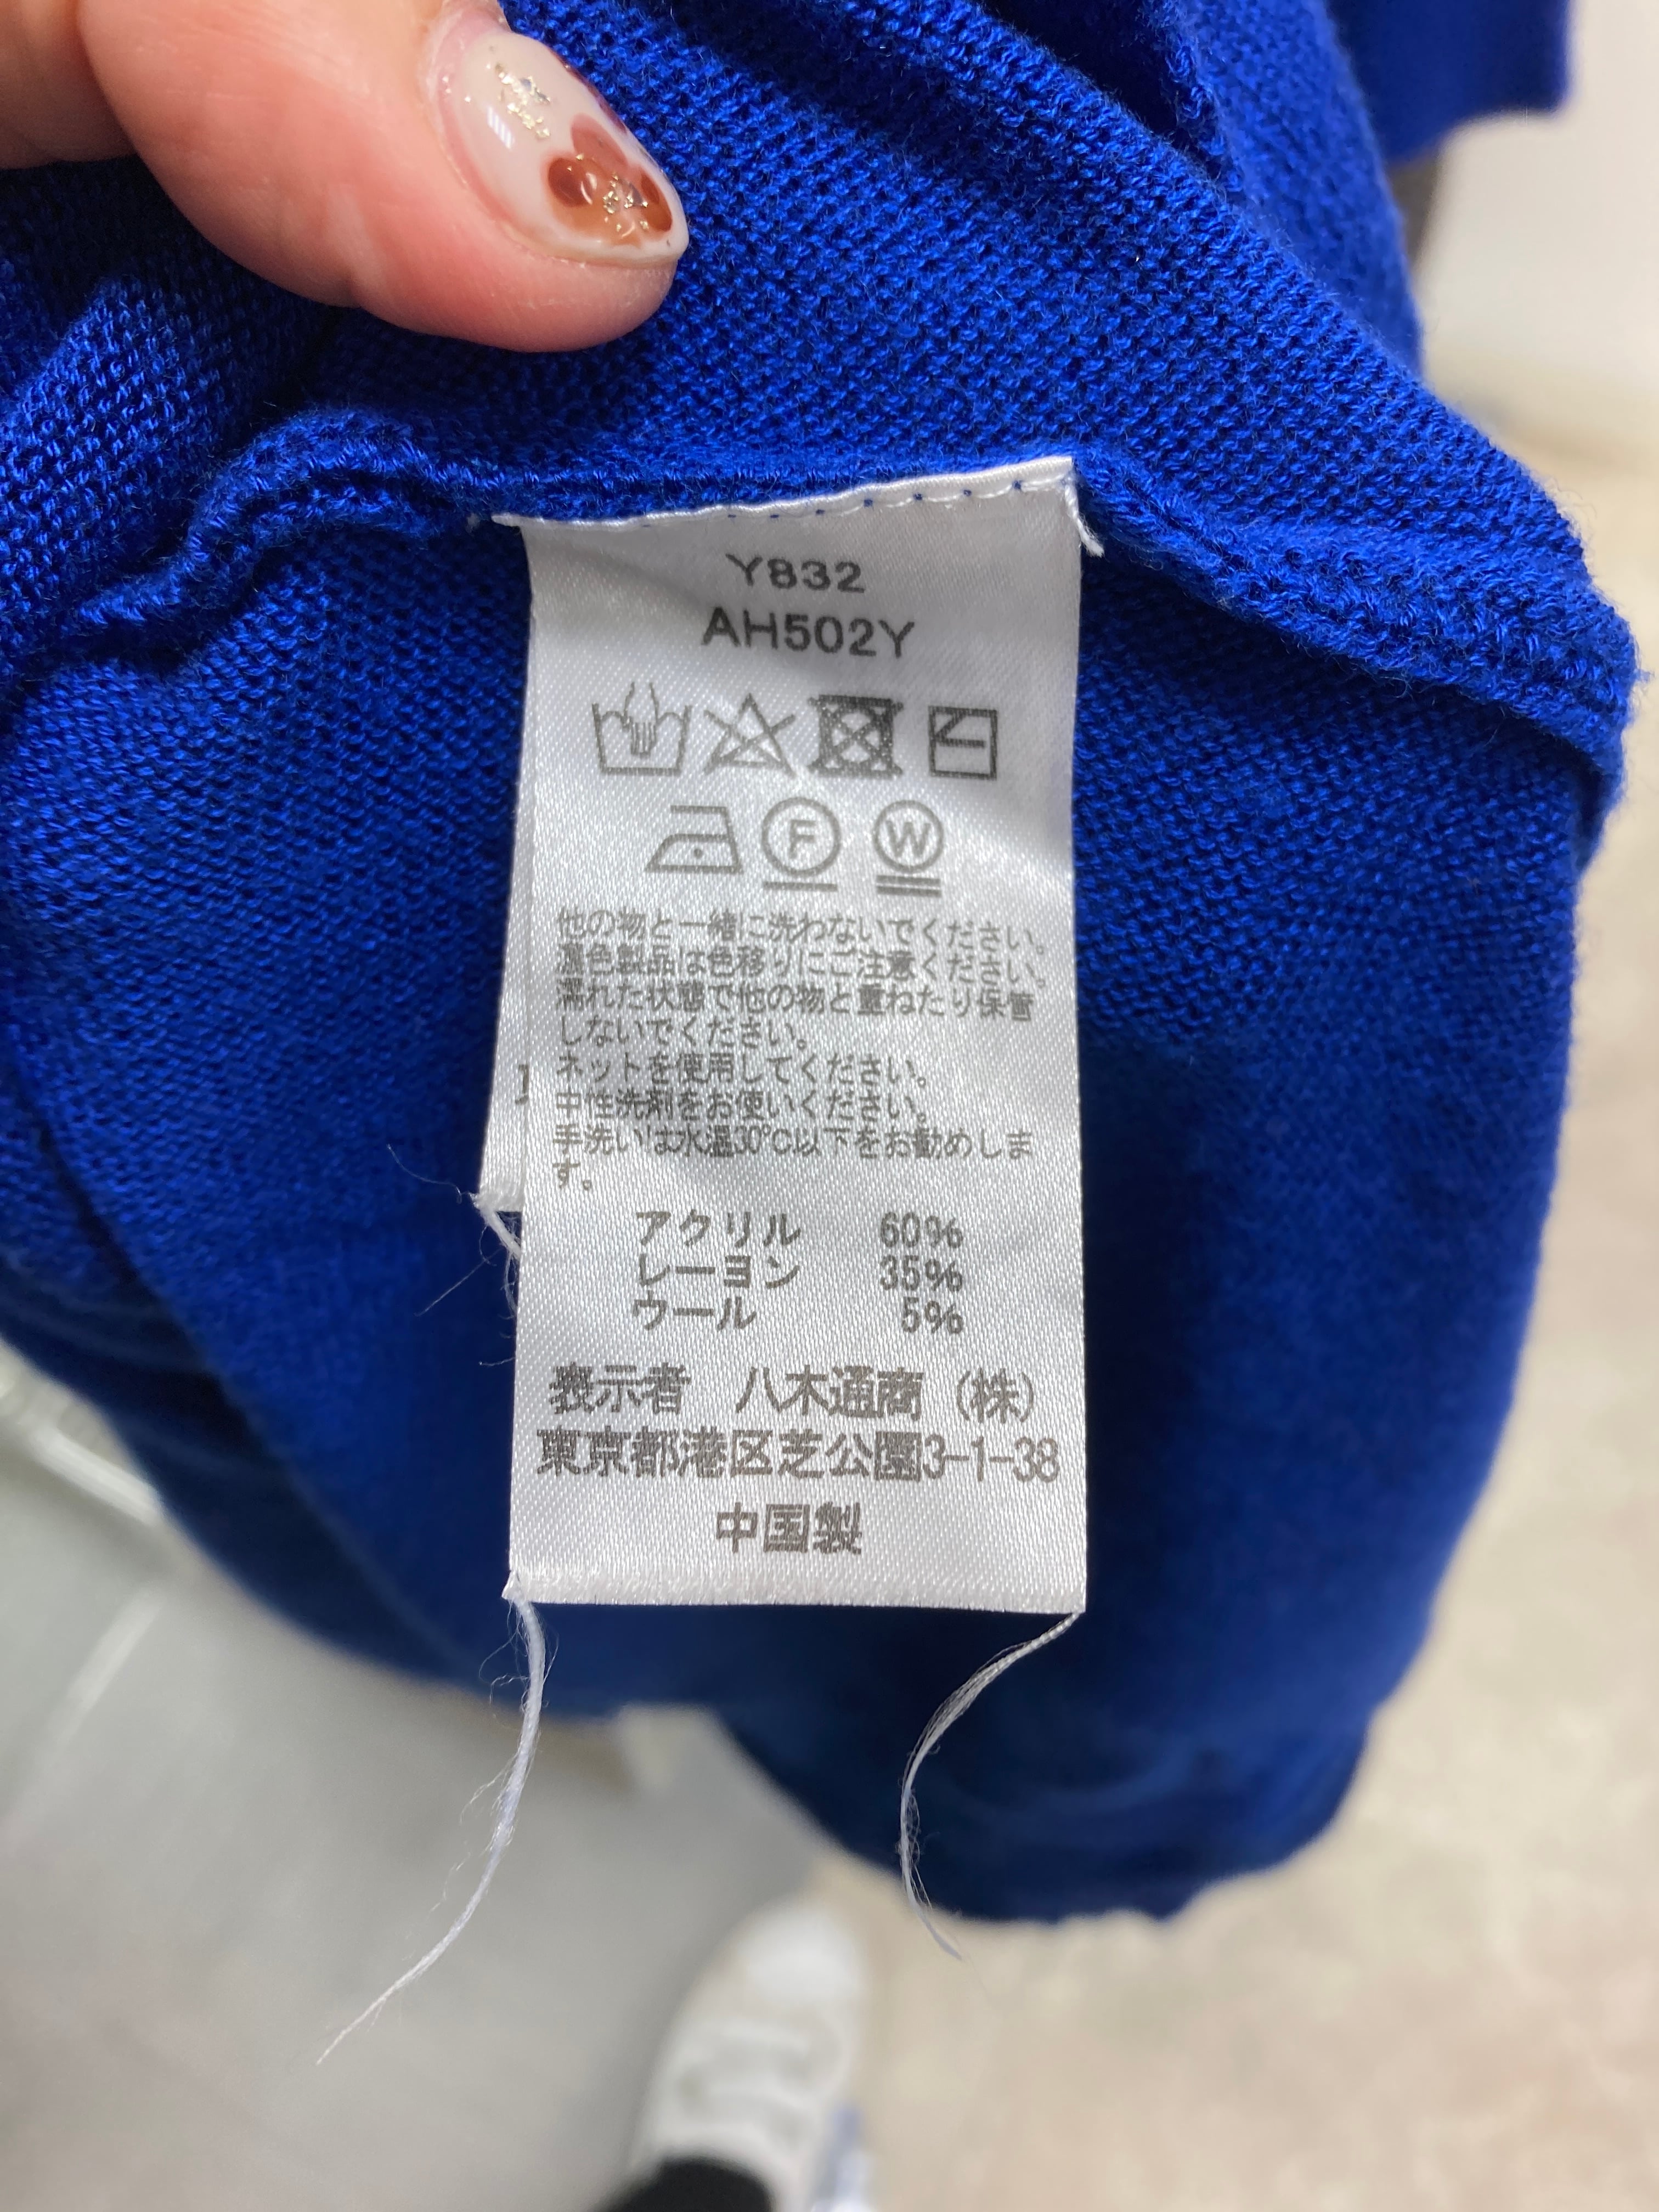 Y832
AH502Y
F W
他の物と一緒に洗わないでください。
濃色製品は色移りにご注意ください。
濡れた状態で他の物と重ねたり保管
しないでください。
ネットを使用してください。
中性洗剤をお使いください。
手洗いは水温30℃以下をお勧めしま
す。
アクリル 60%
レーヨン 35%
ウール 5%
表示者 八木通商(株)
東京都港区芝公園3-1-38
中国製